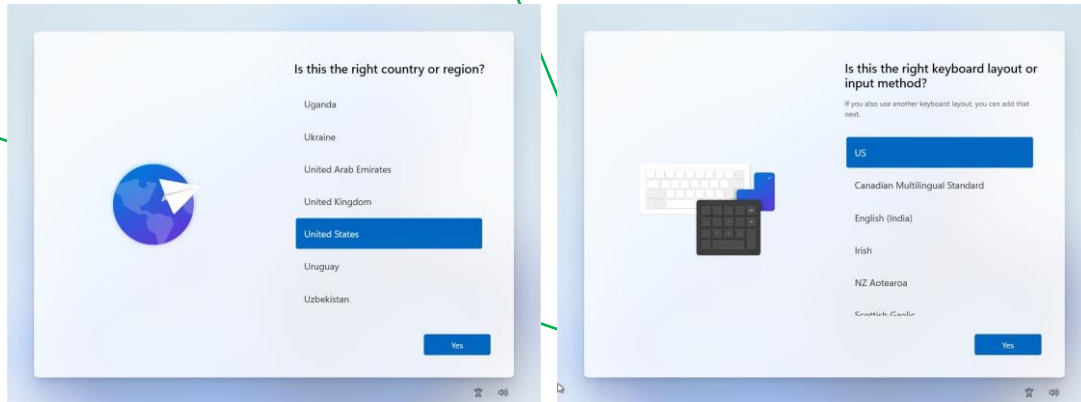 Is this the right country or region?
Uganda
Ukraine
United Arab Emirates
United Kingdom
United States
Uruguay
Uzbekistan
Yes
Is this the right keyboard layout or
input method?
If you also use another keyboard layout, you can add that
next.
US
Canadian Multilingual Standard
English (India)
Irish
NZ Aotearoa
Scottish Gaelic
Yes